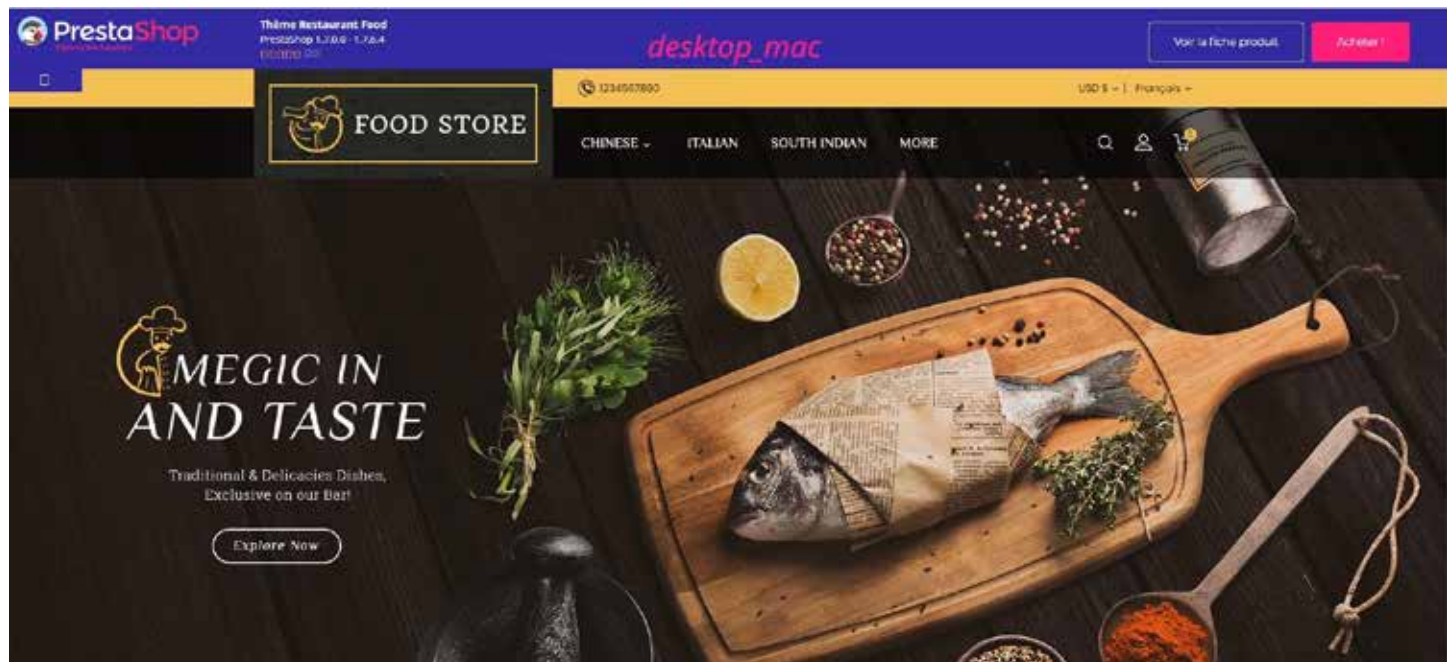 PrestaShop
Thème Restaurant Food
PrestaShop 1.7.0.0 - 1.7.6.4
desktop_mac
Voir la fiche produit
Acheter !
1234567890
USD $ | Français
FOOD STORE
CHINESE ITALIAN SOUTH INDIAN MORE
MEGIC IN
AND TASTE
Traditional & Delicacies Dishes,
Exclusive on our Bar!
Explore Now